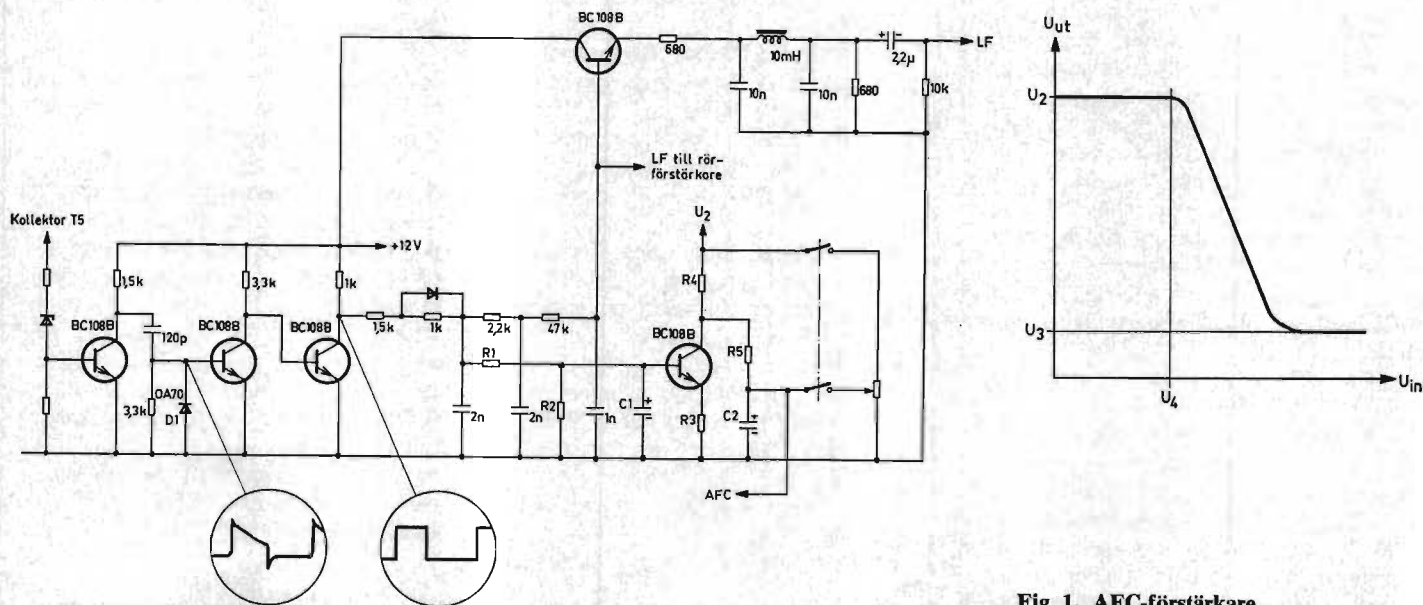 BC108B
680
10mH
2,2µ
LF
10n
10n
680
10k
LF till rör-
förstörkore
Kollektor T5
+12V
U2
1,5k
3,3k
1k
R4
BC108B
120p
BC108B
BC108B
1,5k
1k
2,2k
47k
BC108B
R5
R1
OA70
3,3k
D1
2n
2n
R2
1n
C1
R3
C2
AFC
Uut
U2
U3
U4
Uin
Fig. 1. AFC-förstärkare